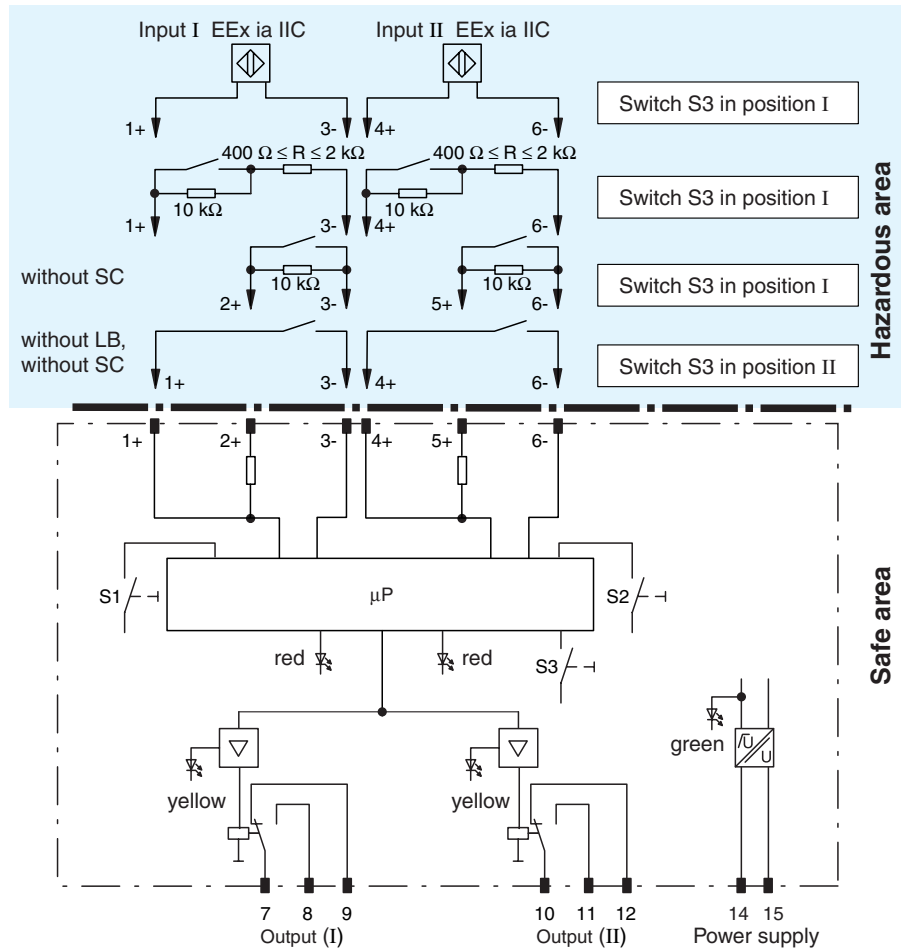 Input I EEx ia IIC Input II EEx ia IIC
Switch S3 in position I
1+ 3- 4+ 6-
400 Ω ≤ R ≤ 2 kΩ 400 Ω ≤ R ≤ 2 kΩ
Switch S3 in position I
10 kΩ 10 kΩ
1+ 3- 4+ 6-
without SC
10 kΩ 10 kΩ
Switch S3 in position I
2+ 3- 5+ 6-
without LB,
without SC
Switch S3 in position II
1+ 3- 4+ 6-
Hazardous area
1+ 2+ 3- 4+ 5+ 6-
S1 µP S2
red red S3
Safe area
green
U
U
yellow yellow
7 8 9 10 11 12 14 15
Output (I) Output (II) Power supply